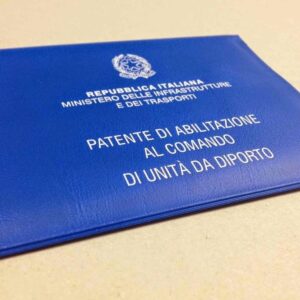 REPUBBLICA ITALIANA
MINISTERO DELLE INFRASTRUTTURE
E DEI TRASPORTI
PATENTE DI ABILITAZIONE
AL COMANDO
DI UNITÀ DA DIPORTO